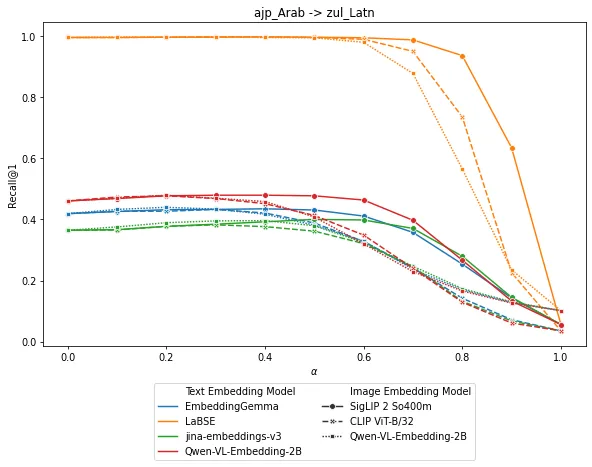 ajp_Arab -> zul_Latn
1.0
0.8
0.6
0.4
0.2
0.0
Recall@1
0.0 0.2 0.4 0.6 0.8 1.0
α
Text Embedding Model Image Embedding Model
EmbeddingGemma SigLIP 2 So400m
LaBSE CLIP ViT-B/32
jina-embeddings-v3 Qwen-VL-Embedding-2B
Qwen-VL-Embedding-2B